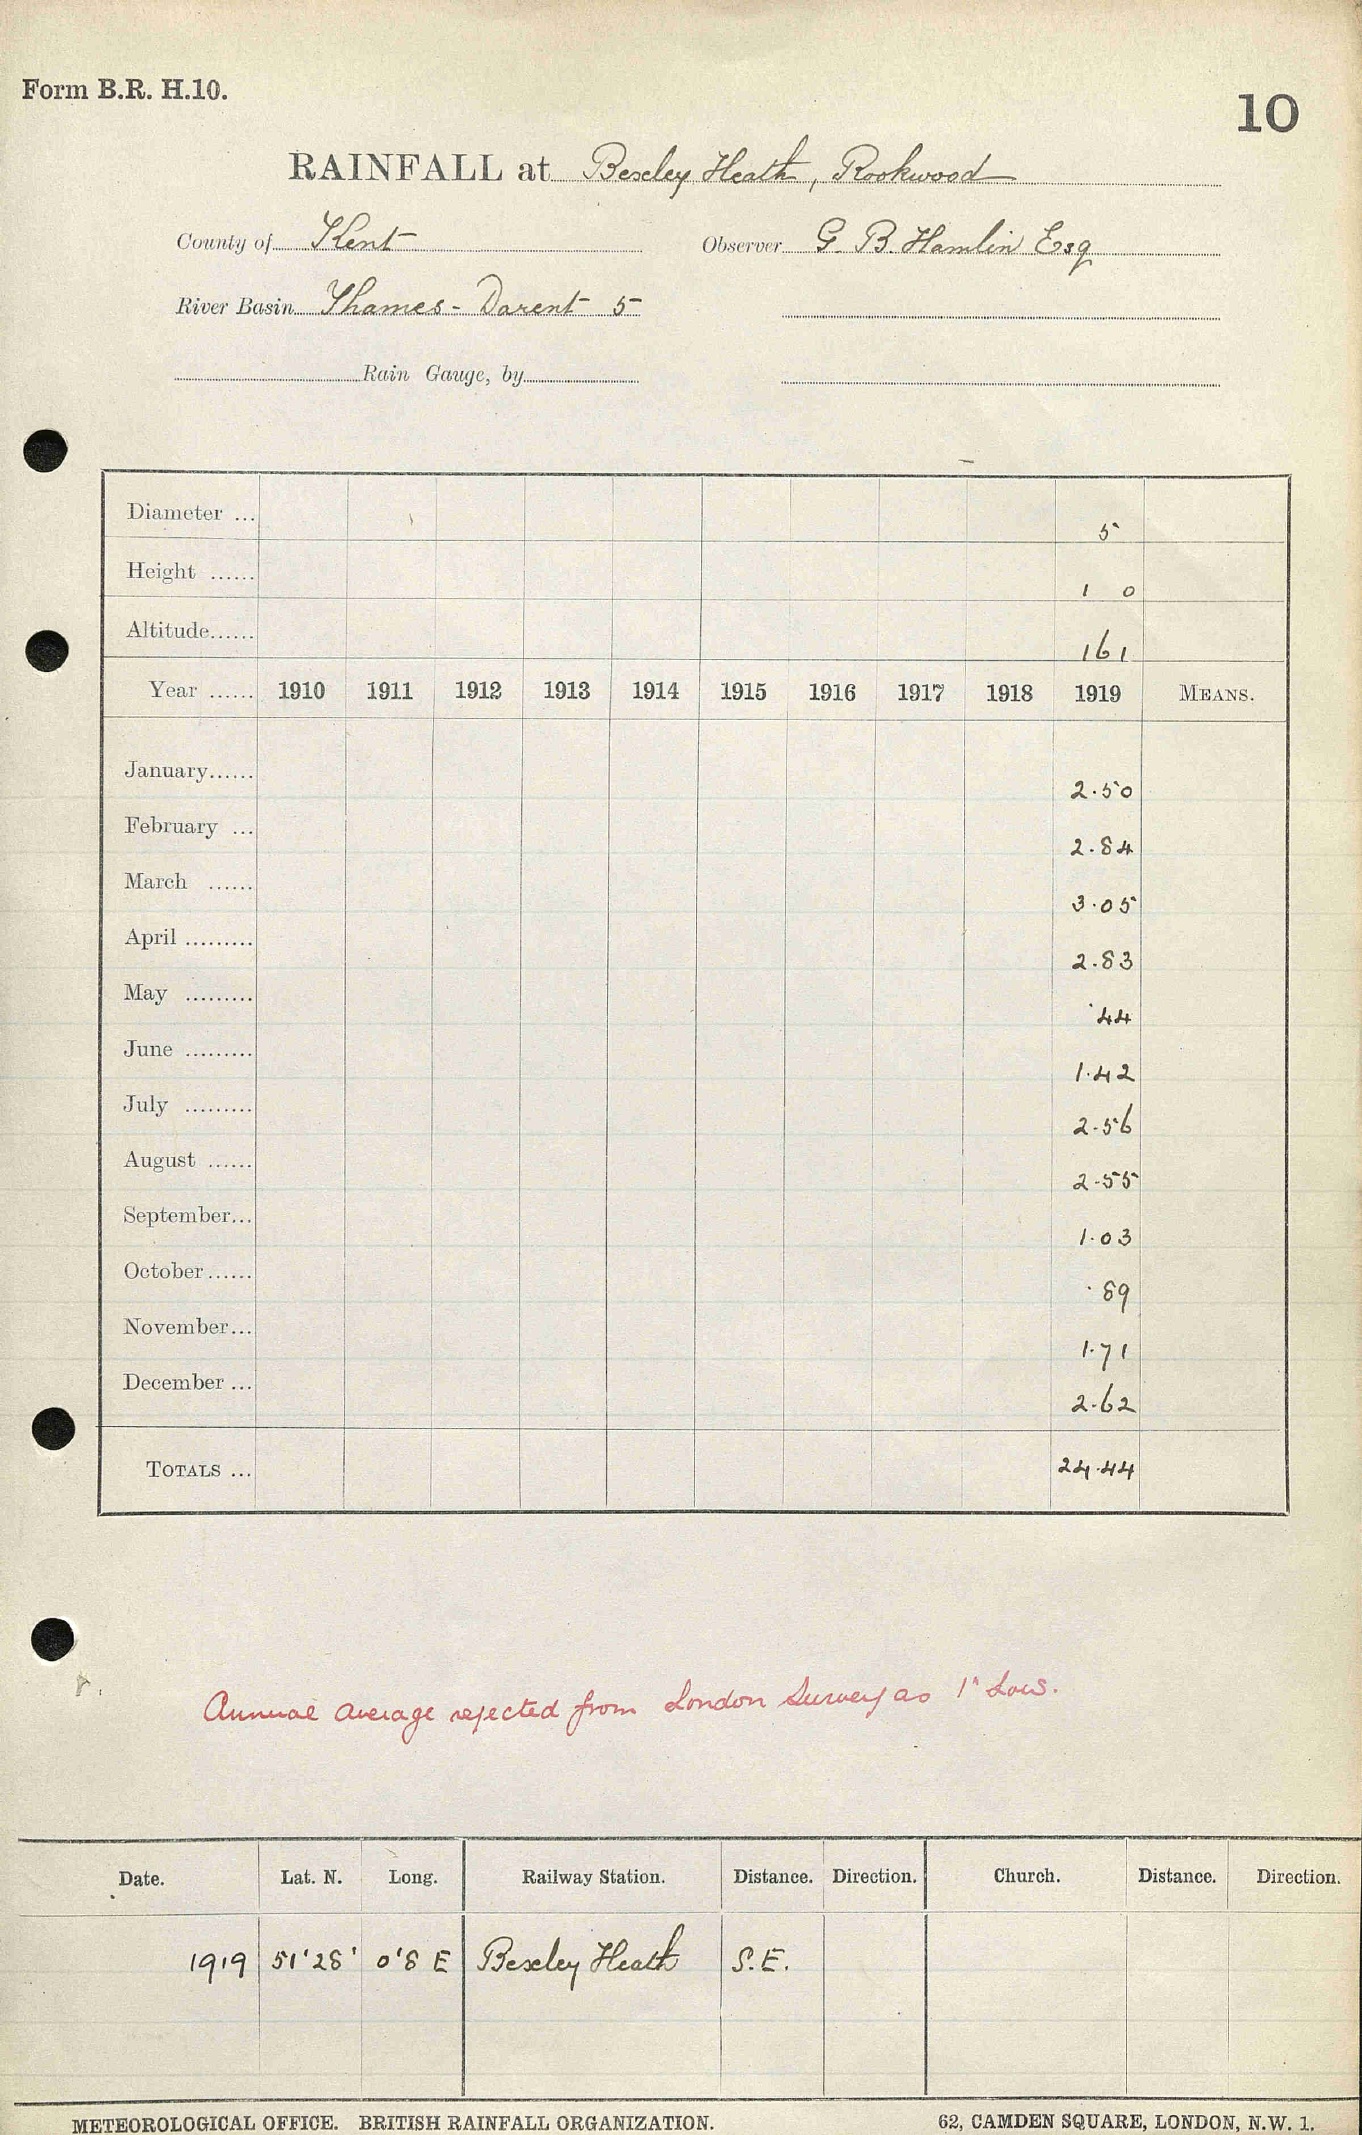 Form B.R. H.10.
10
RAINFALL at Bexley Heath, Rookwood
County of Kent Observer G. B. Hamlin Esq
River Basin Thames - Darent 5
Rain Gauge, by
Diameter ... 5
Height ...... 1 0
Altitude...... 161
Year ...... 1910 1911 1912 1913 1914 1915 1916 1917 1918 1919 MEANS.
January...... 2.50
February ... 2.84
March ...... 3.05
April ......... 2.83
May ......... .44
June ......... 1.42
July ......... 2.56
August ...... 2.55
September... 1.03
October...... .89
November... 1.71
December ... 2.62
TOTALS ... 24.44
Annual average rejected from London Survey as 1" Low.
Date. Lat. N. Long. Railway Station. Distance. Direction. Church. Distance. Direction.
1919 51°28' 0°8 E Bexley Heath S.E.
METEOROLOGICAL OFFICE. BRITISH RAINFALL ORGANIZATION. 62, CAMDEN SQUARE, LONDON, N.W. 1.